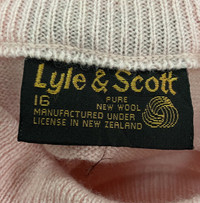 Lyle & Scott
16 PURE
NEW WOOL
MANUFACTURED UNDER
LICENSE IN NEW ZEALAND